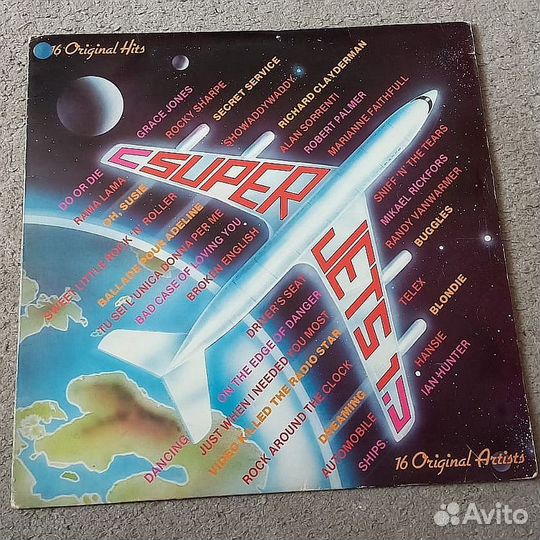 16 Original Hits
GRACE JONES
ROCKY SHARPE
SECRET SERVICE
SHOWADDYWADDY
RICHARD CLAYDERMAN
ALAN SORRENTI
ROBERT PALMER
MARIANNE FAITHFULL
SNIFF 'N' THE TEARS
MIKAEL RICKFORS
RANDY VANWARMER
BUGGLES
TELEX
BLONDIE
HANSIE
IAN HUNTER
SUPER
JETS
DO OR DIE
RAMA LAMA
OH, SUSIE
SWEET LITTLE ROCK 'N' ROLLER
BALLADE POUR ADELINE
TU SEI L'UNICA DONNA PER ME
BAD CASE OF LOVING YOU
BROKEN ENGLISH
DRIVER'S SEAT
DANCING ON THE EDGE OF DANGER
JUST WHEN I NEEDED YOU MOST
VIDEO KILLED THE RADIO STAR
ROCK AROUND THE CLOCK
DREAMING
AUTOMOBILE
SHIPS
16 Original Artists
Avito